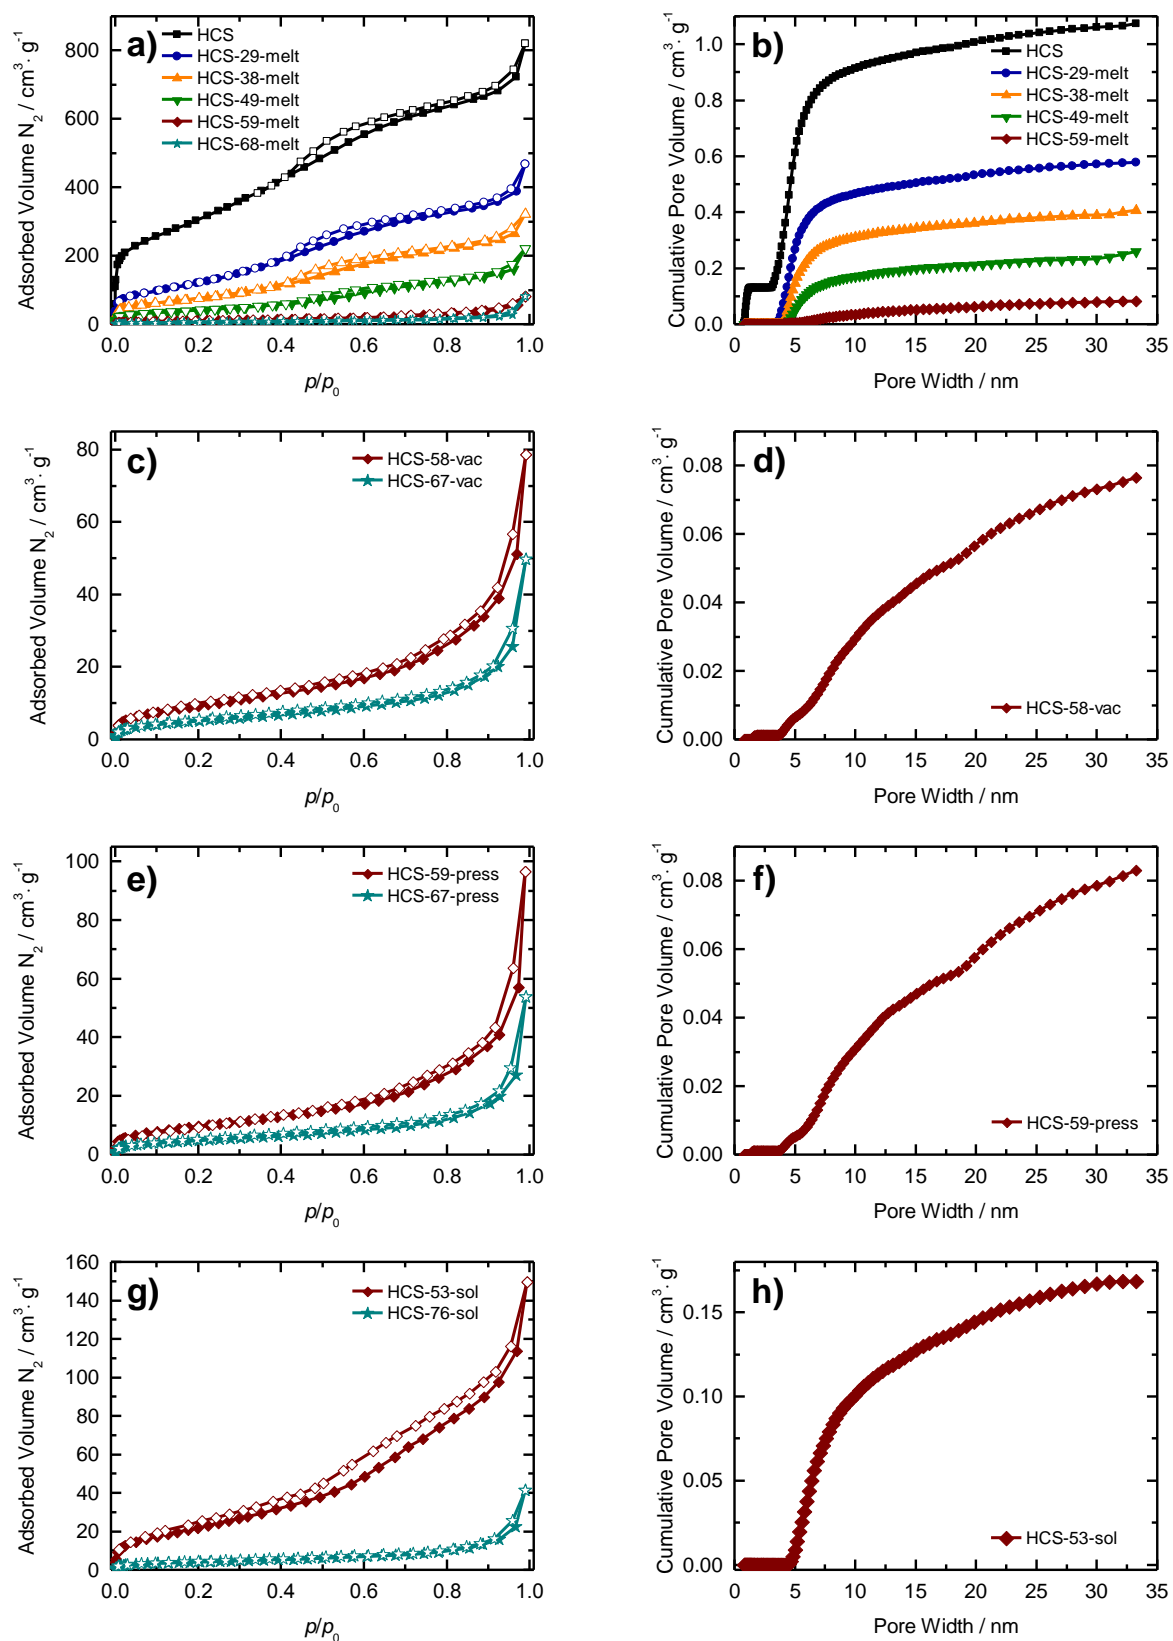 a)
HCS
HCS-29-melt
HCS-38-melt
HCS-49-melt
HCS-59-melt
HCS-68-melt
Adsorbed Volume N₂ / cm³· g⁻¹
800
600
400
200
0
0.0 0.2 0.4 0.6 0.8 1.0
p/p₀
b)
HCS
HCS-29-melt
HCS-38-melt
HCS-49-melt
HCS-59-melt
Cumulative Pore Volume / cm³· g⁻¹
1.0
0.8
0.6
0.4
0.2
0.0
0 5 10 15 20 25 30 35
Pore Width / nm
c)
HCS-58-vac
HCS-67-vac
Adsorbed Volume N₂ / cm³· g⁻¹
80
60
40
20
0
0.0 0.2 0.4 0.6 0.8 1.0
p/p₀
d)
HCS-58-vac
Cumulative Pore Volume / cm³· g⁻¹
0.08
0.06
0.04
0.02
0.00
0 5 10 15 20 25 30 35
Pore Width / nm
e)
HCS-59-press
HCS-67-press
Adsorbed Volume N₂ / cm³· g⁻¹
100
80
60
40
20
0
0.0 0.2 0.4 0.6 0.8 1.0
p/p₀
f)
HCS-59-press
Cumulative Pore Volume / cm³· g⁻¹
0.08
0.06
0.04
0.02
0.00
0 5 10 15 20 25 30 35
Pore Width / nm
g)
HCS-53-sol
HCS-76-sol
Adsorbed Volume N₂ / cm³· g⁻¹
160
140
120
100
80
60
40
20
0
0.0 0.2 0.4 0.6 0.8 1.0
p/p₀
h)
HCS-53-sol
Cumulative Pore Volume / cm³· g⁻¹
0.15
0.10
0.05
0.00
0 5 10 15 20 25 30 35
Pore Width / nm